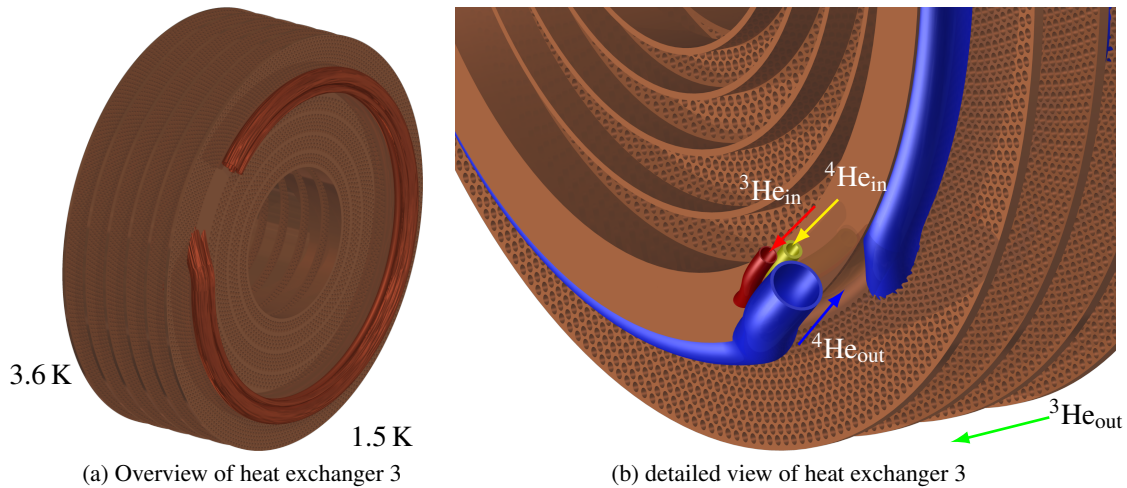 3.6 K
1.5 K
(a) Overview of heat exchanger 3
³He_in
⁴He_in
⁴He_out
³He_out
(b) detailed view of heat exchanger 3